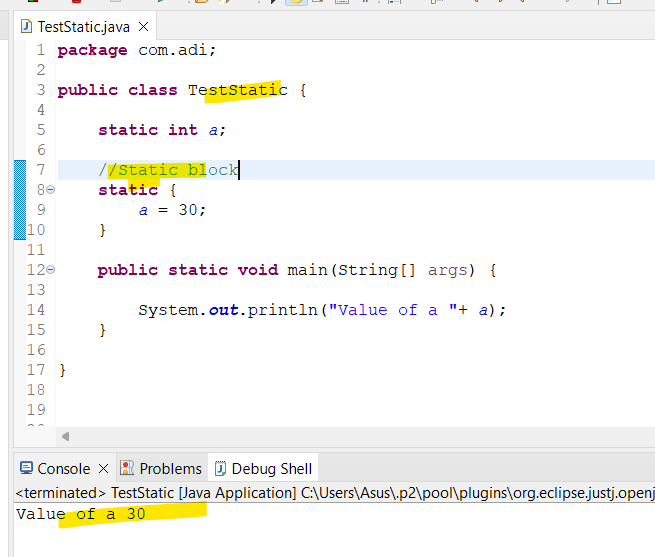 TestStatic.java
1 package com.adi;
2
3 public class TestStatic {
4
5 static int a;
6
7 //Static block
8 static {
9 a = 30;
10 }
11
12 public static void main(String[] args) {
13
14 System.out.println("Value of a "+ a);
15 }
16
17 }
18
19
Console Problems Debug Shell
<terminated> TestStatic [Java Application] C:\Users\Asus\.p2\pool\plugins\org.eclipse.justj.openj
Value of a 30